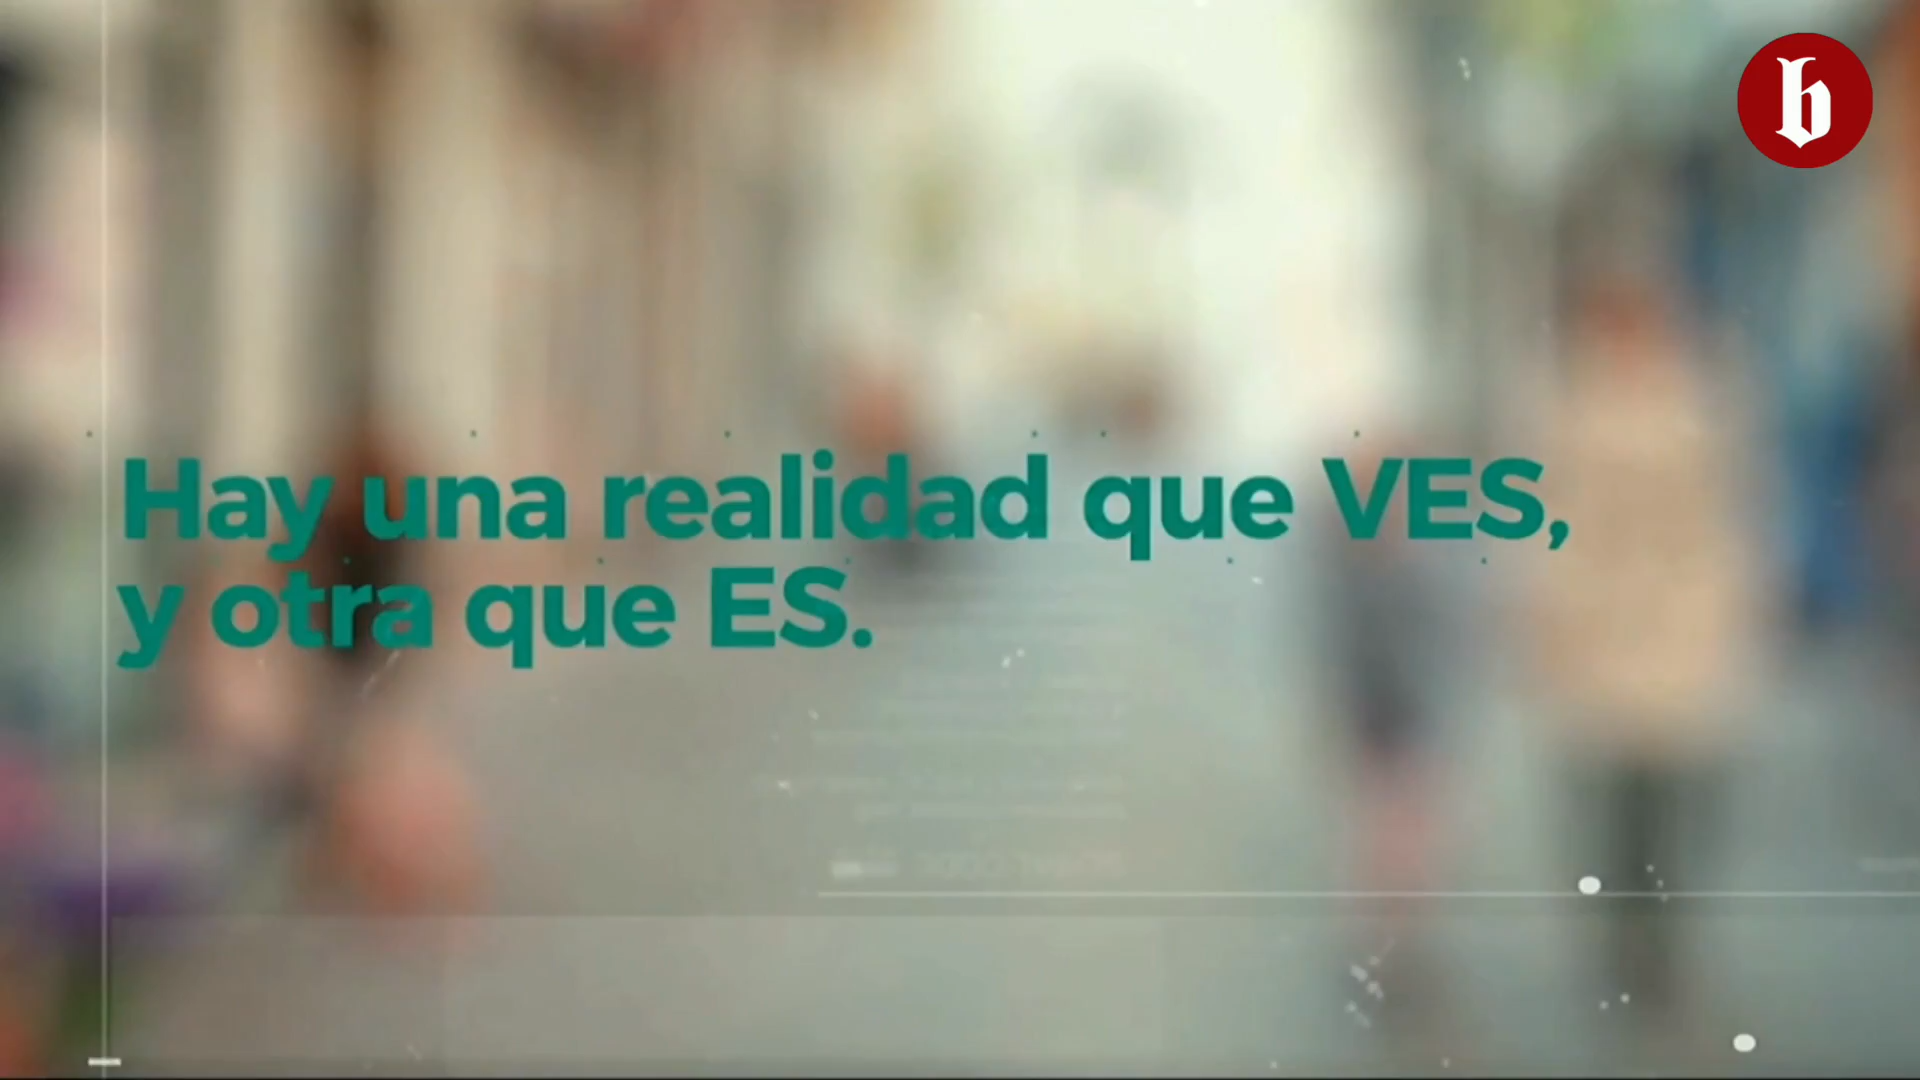 b
Hay una realidad que VES,
y otra que ES.